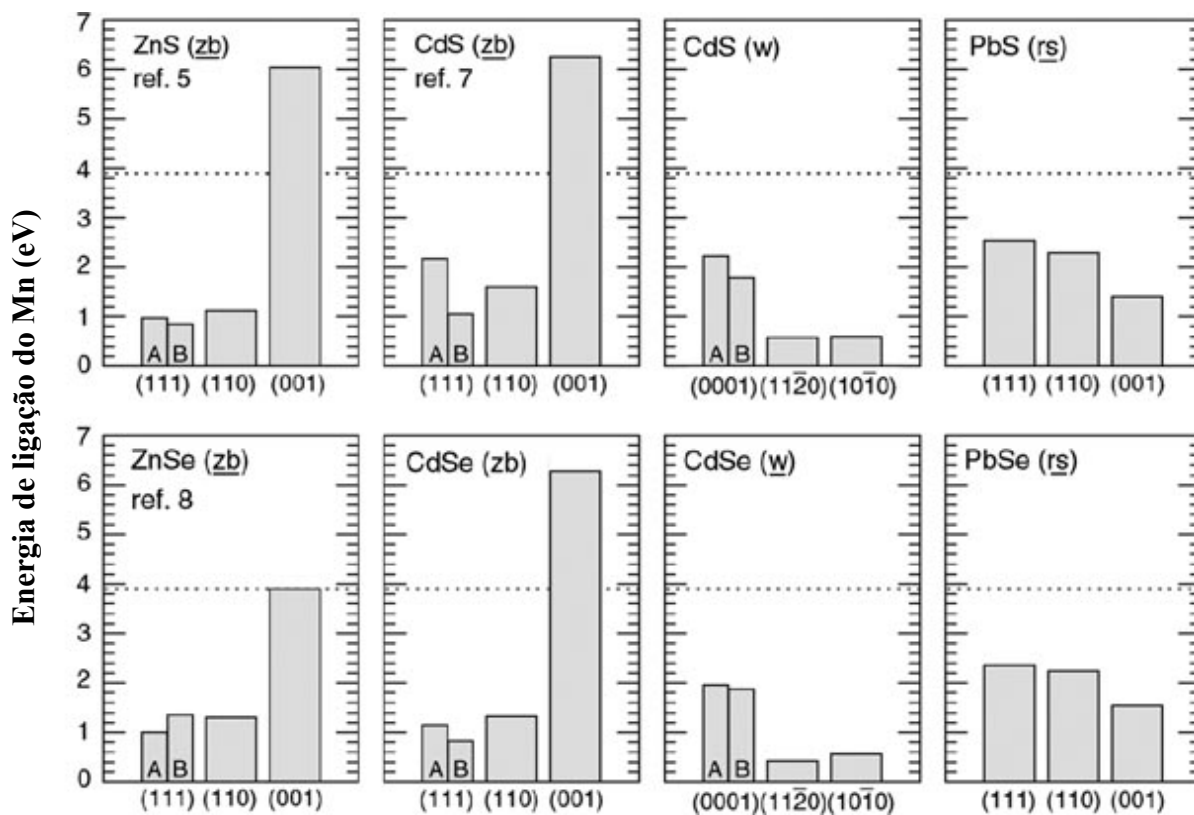 Energia de ligação do Mn (eV)
7
6
5
4
3
2
1
0
ZnS (zb)
ref. 5
A B
(111) (110) (001)
CdS (zb)
ref. 7
A B
(111) (110) (001)
CdS (w)
A B
(0001) (112̄0) (101̄0)
PbS (rs)
(111) (110) (001)
7
6
5
4
3
2
1
0
ZnSe (zb)
ref. 8
A B
(111) (110) (001)
CdSe (zb)
A B
(111) (110) (001)
CdSe (w)
A B
(0001) (112̄0) (101̄0)
PbSe (rs)
(111) (110) (001)